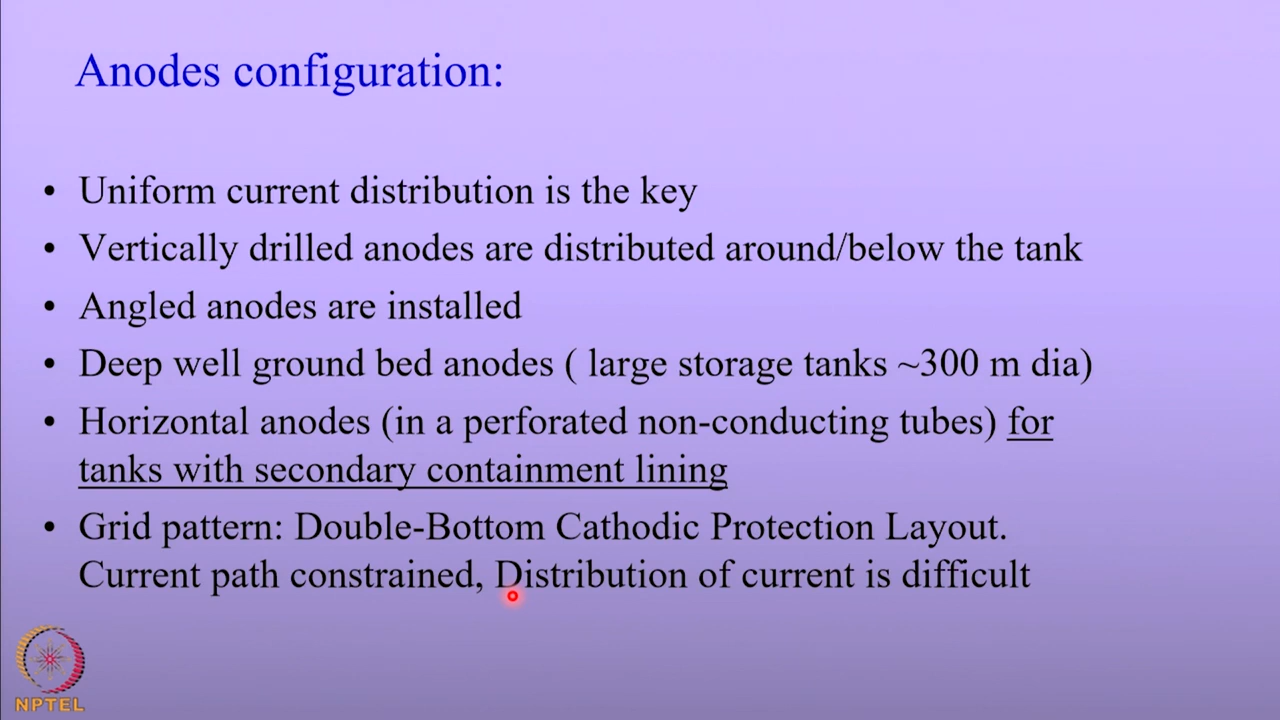 Anodes configuration:
• Uniform current distribution is the key
• Vertically drilled anodes are distributed around/below the tank
• Angled anodes are installed
• Deep well ground bed anodes ( large storage tanks ~300 m dia)
• Horizontal anodes (in a perforated non-conducting tubes) for
tanks with secondary containment lining
• Grid pattern: Double-Bottom Cathodic Protection Layout.
Current path constrained, Distribution of current is difficult
NPTEL